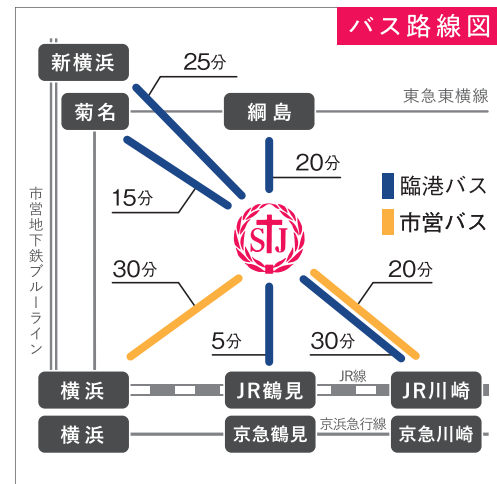 バス路線図
新横浜
25分
菊名
綱島
東急東横線
20分
臨港バス
15分
市営バス
市営地下鉄ブルーライン
STJ
30分
20分
5分
30分
JR線
横浜
JR鶴見
JR川崎
京浜急行線
横浜
京急鶴見
京急川崎